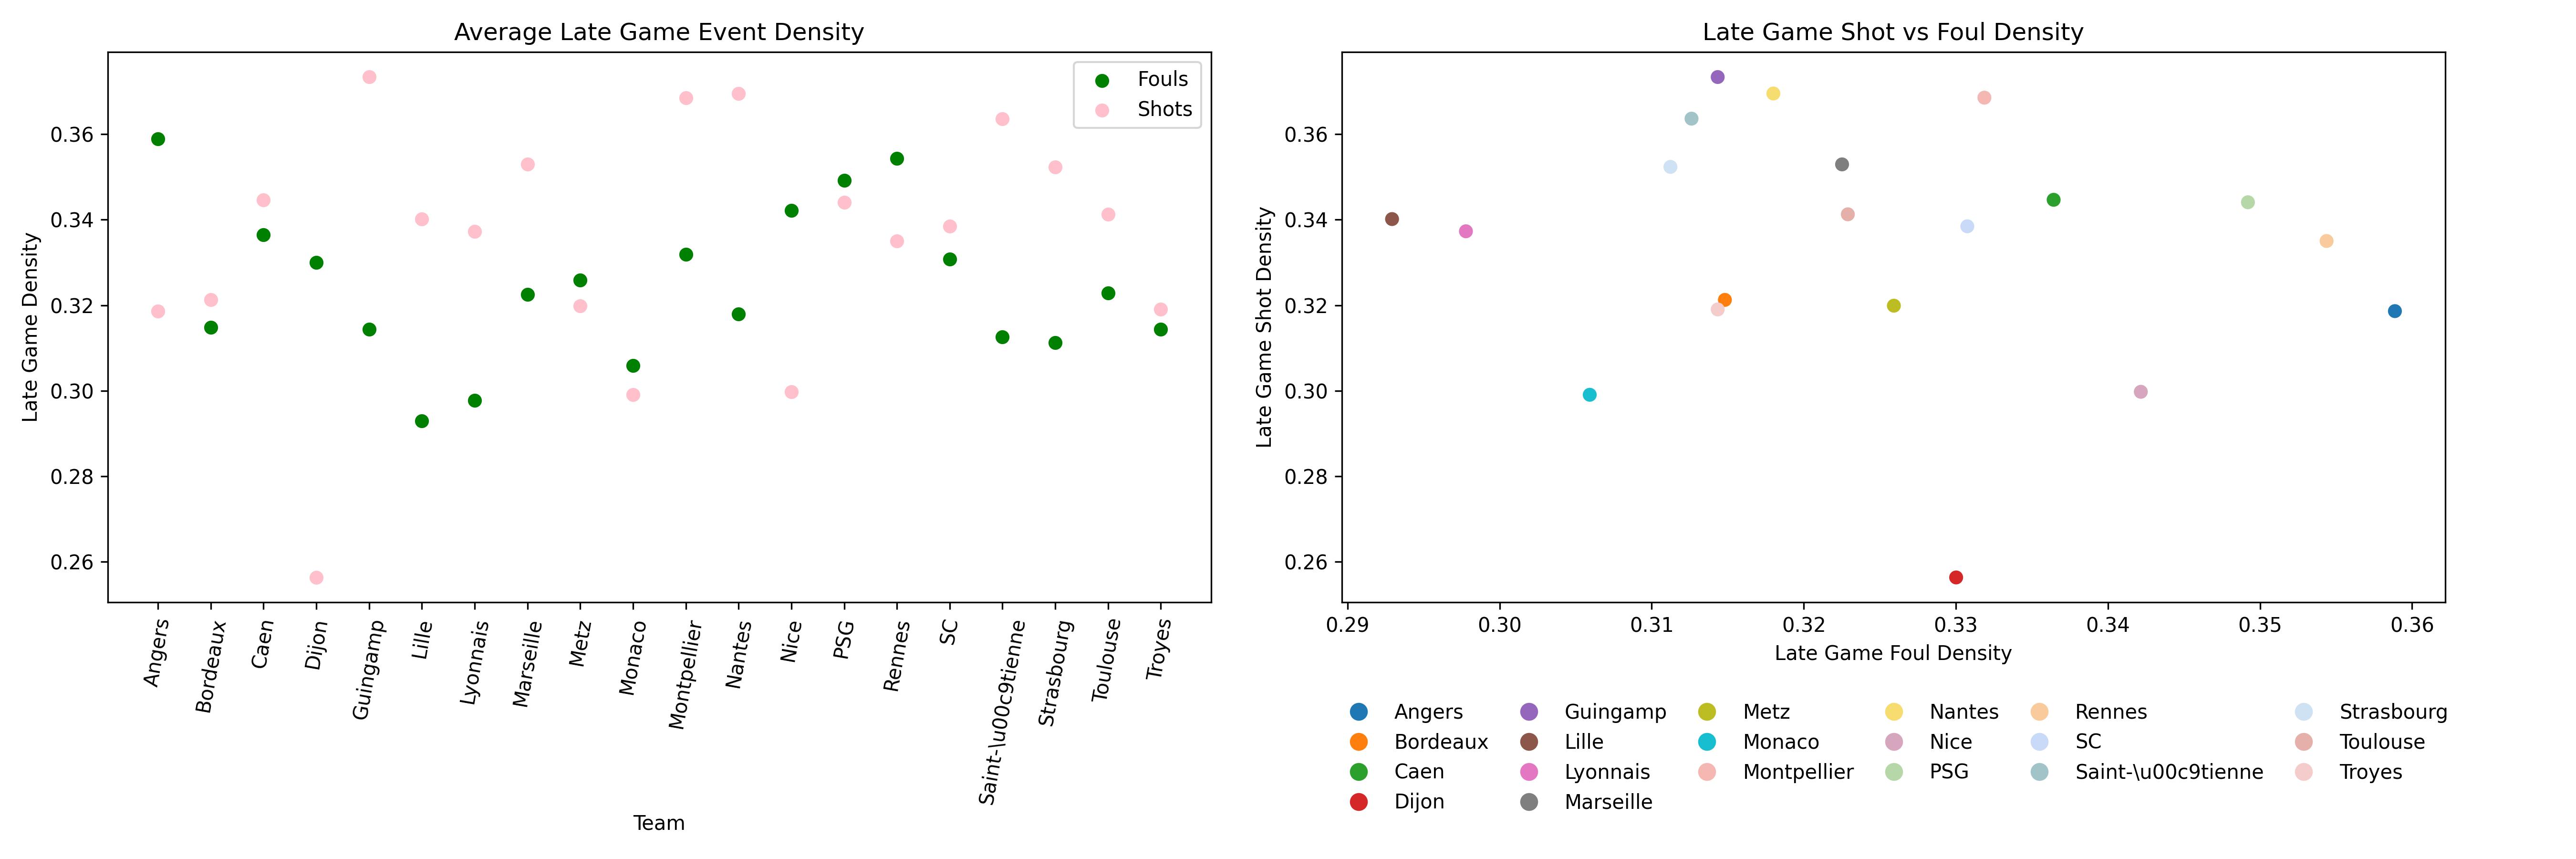 Average Late Game Event Density
Late Game Density
0.36
0.34
0.32
0.30
0.28
0.26
Fouls
Shots
Angers
Bordeaux
Caen
Dijon
Guingamp
Lille
Lyonnais
Marseille
Metz
Monaco
Montpellier
Nantes
Nice
PSG
Rennes
SC
Saint-\u00c9tienne
Strasbourg
Toulouse
Troyes
Team
Late Game Shot vs Foul Density
Late Game Shot Density
0.36
0.34
0.32
0.30
0.28
0.26
0.29 0.30 0.31 0.32 0.33 0.34 0.35 0.36
Late Game Foul Density
Angers
Bordeaux
Caen
Dijon
Guingamp
Lille
Lyonnais
Marseille
Metz
Monaco
Montpellier
Nantes
Nice
PSG
Rennes
SC
Saint-\u00c9tienne
Strasbourg
Toulouse
Troyes